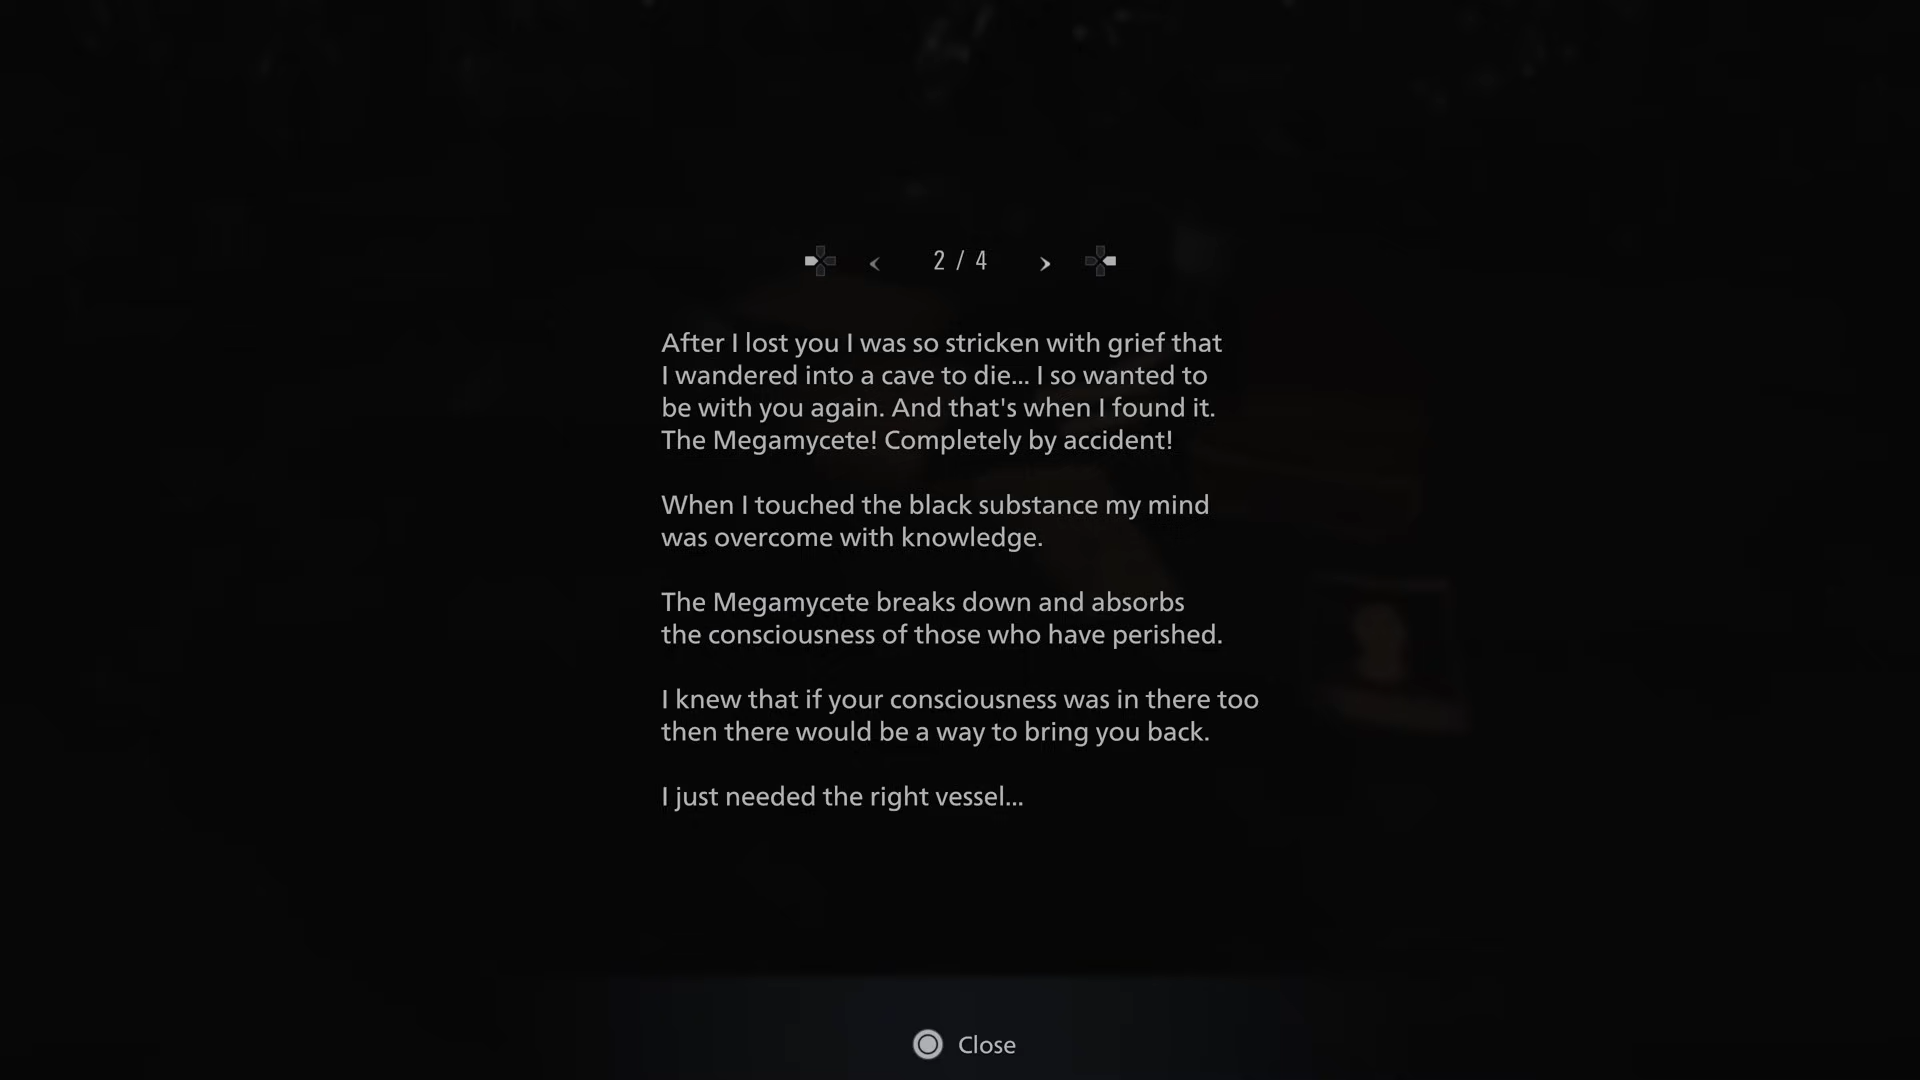 < 2 / 4 >
After I lost you I was so stricken with grief that
I wandered into a cave to die... I so wanted to
be with you again. And that's when I found it.
The Megamycete! Completely by accident!
When I touched the black substance my mind
was overcome with knowledge.
The Megamycete breaks down and absorbs
the consciousness of those who have perished.
I knew that if your consciousness was in there too
then there would be a way to bring you back.
I just needed the right vessel...
Close